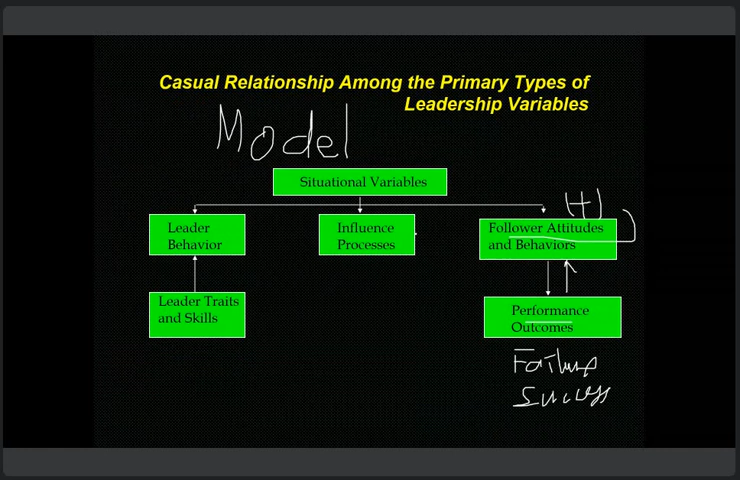 Casual Relationship Among the Primary Types of
Leadership Variables
Model
Situational Variables
Leader
Behavior
Influence
Processes
(+)
Follower Attitudes
and Behaviors
Leader Traits
and Skills
Performance
Outcomes
Failure
Success